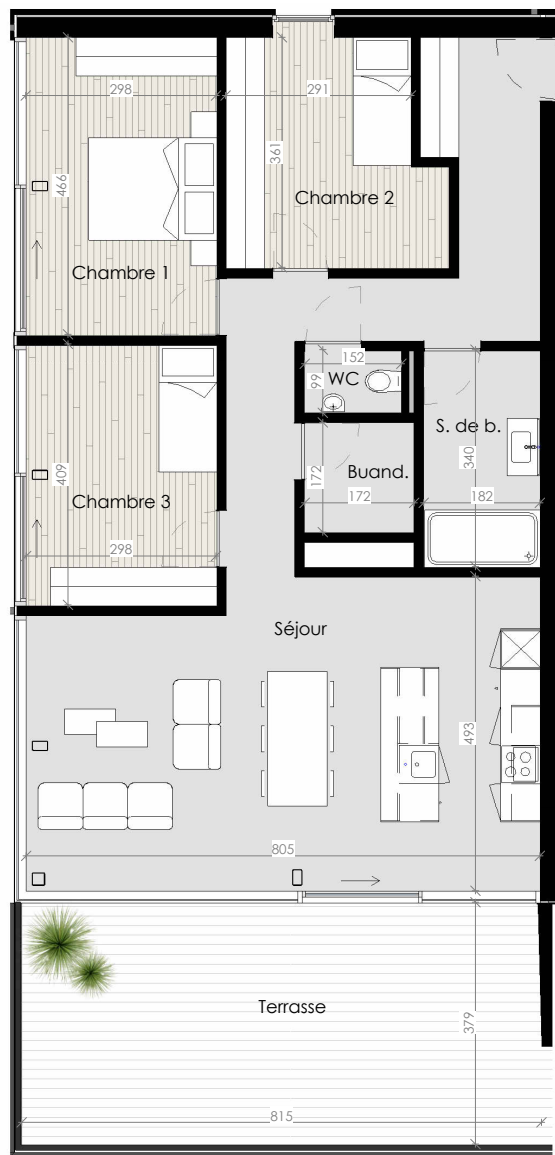 298
291
361
466
Chambre 2
Chambre 1
152
WC
99
S. de b.
340
409
Buand.
172
Chambre 3
172
182
298
Séjour
493
805
Terrasse
379
815